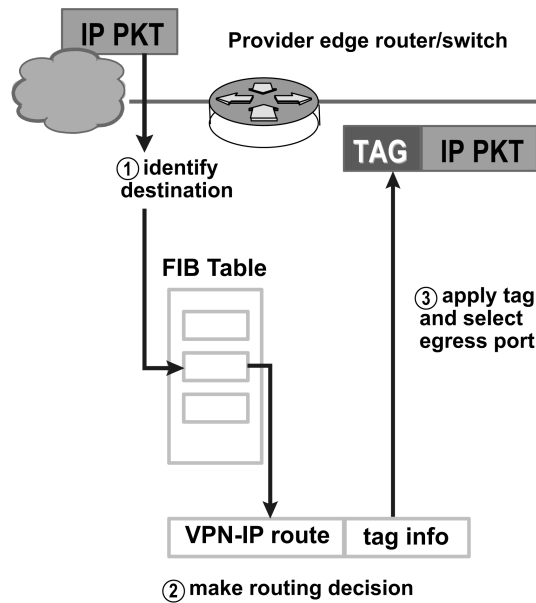 IP PKT
Provider edge router/switch
TAG IP PKT
① identify
destination
FIB Table
③ apply tag
and select
egress port
VPN-IP route tag info
② make routing decision